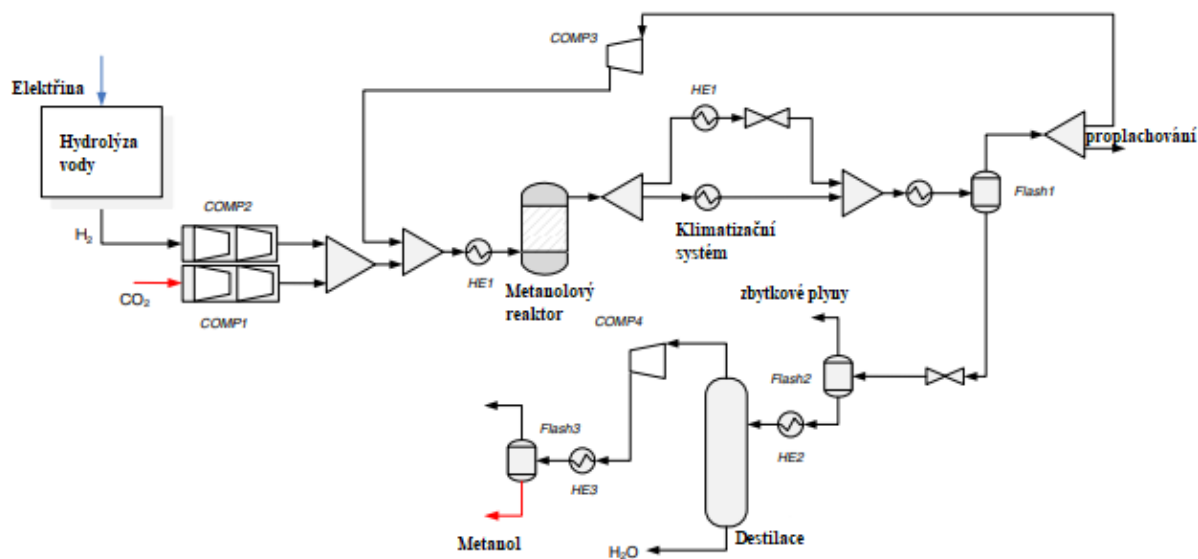 COMP3
Elektřina
HE1
Hydrolýza
vody
proplachování
Flash1
COMP2
H₂
Klimatizační
systém
CO₂
HE1
Metanolový
reaktor
COMP1
zbytkové plyny
COMP4
Flash2
Flash3
HE2
HE3
Metanol
Destilace
H₂O